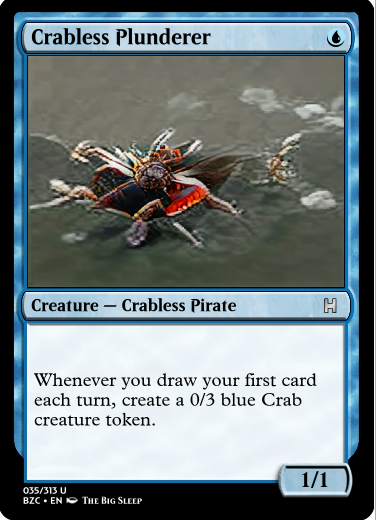 Crabless Plunderer
Creature — Crabless Pirate
H
Whenever you draw your first card
each turn, create a 0/3 blue Crab
creature token.
1/1
035/313 U
BZC • EN THE BIG SLEEP